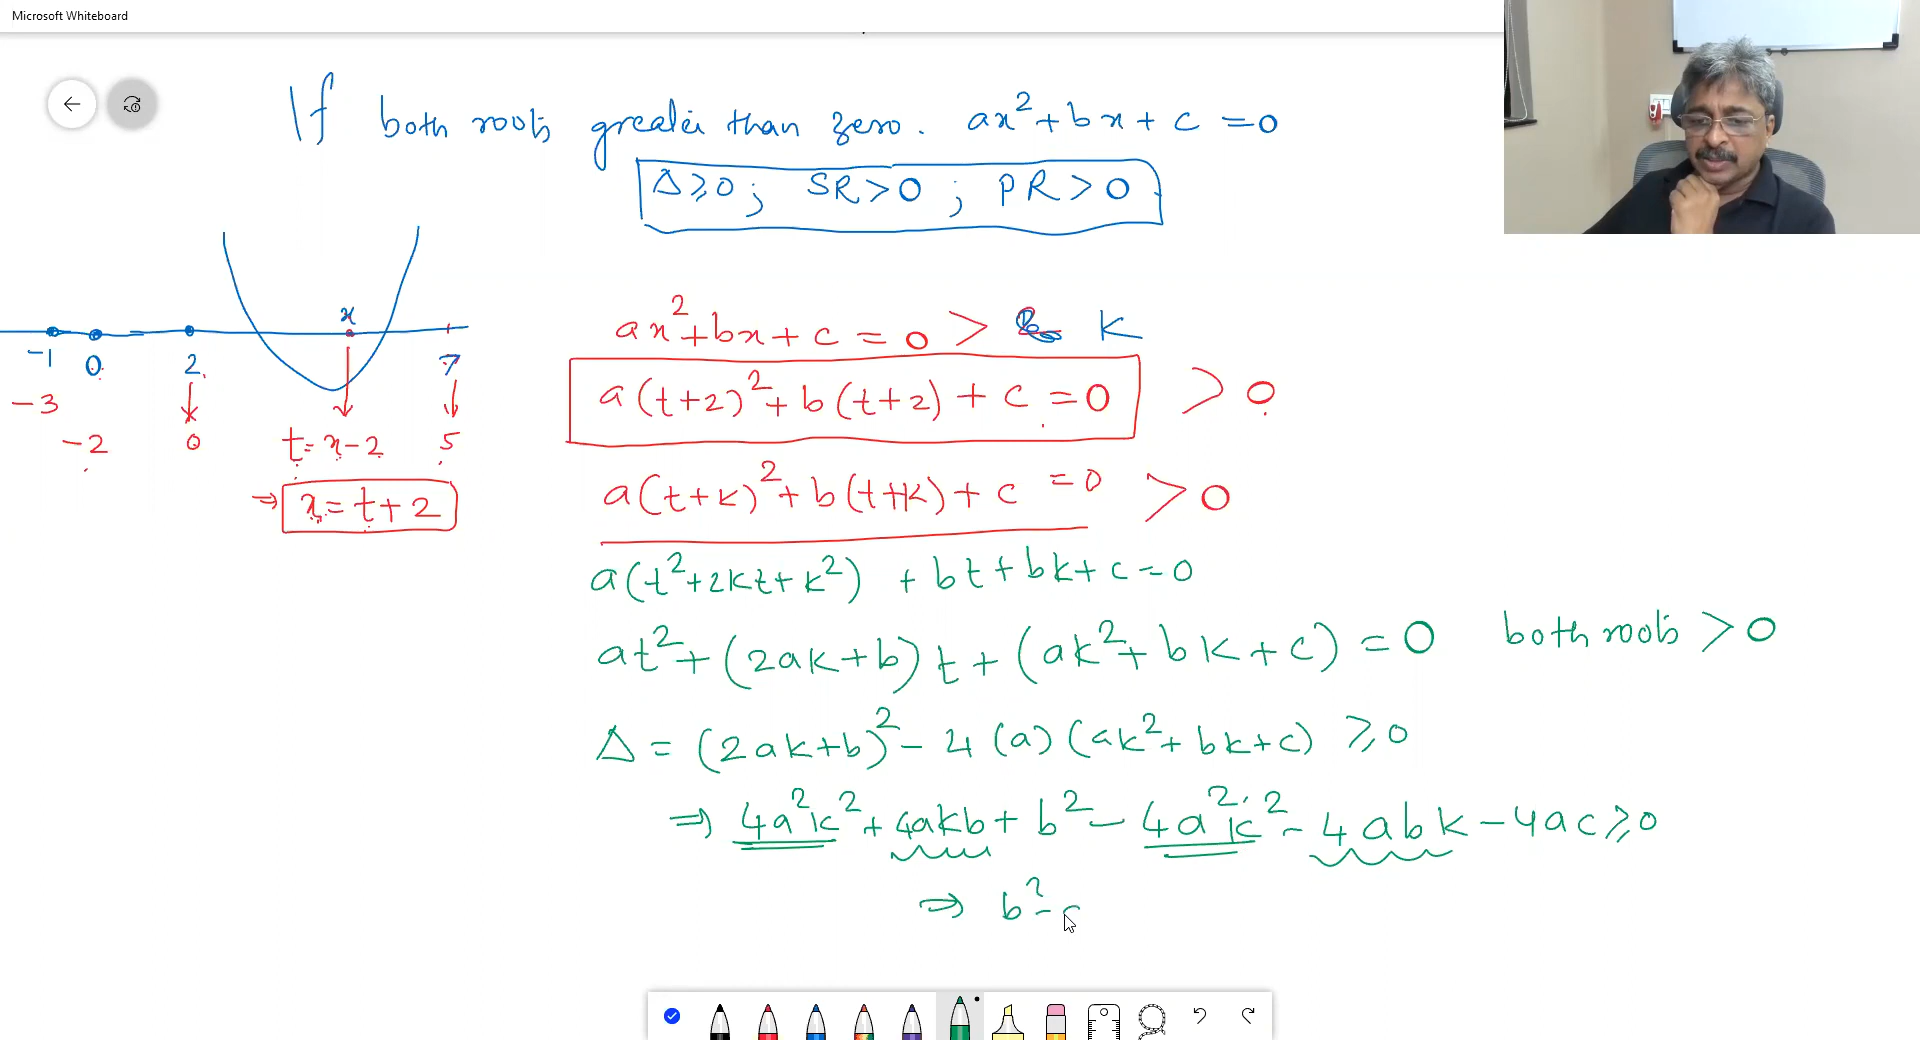 Microsoft Whiteboard
If both roots greater than zero. ax²+bx+c=0
Δ⩾0; SR>0; PR>0
x
-1 0 2 7
-3 -2 0 t=x-2 5
⇒ x=t+2
ax²+bx+c=0 > k
a(t+2)²+b(t+2)+c=0 >0
a(t+k)²+b(t+k)+c=0 >0
a(t²+2kt+k²)+bt+bk+c=0
at²+(2ak+b)t+(ak²+bk+c)=0 both roots >0
Δ=(2ak+b)²-4(a)(ak²+bk+c)⩾0
⇒ 4a²k²+4akb+b²-4a²k²-4abk-4ac⩾0
⇒ b²-